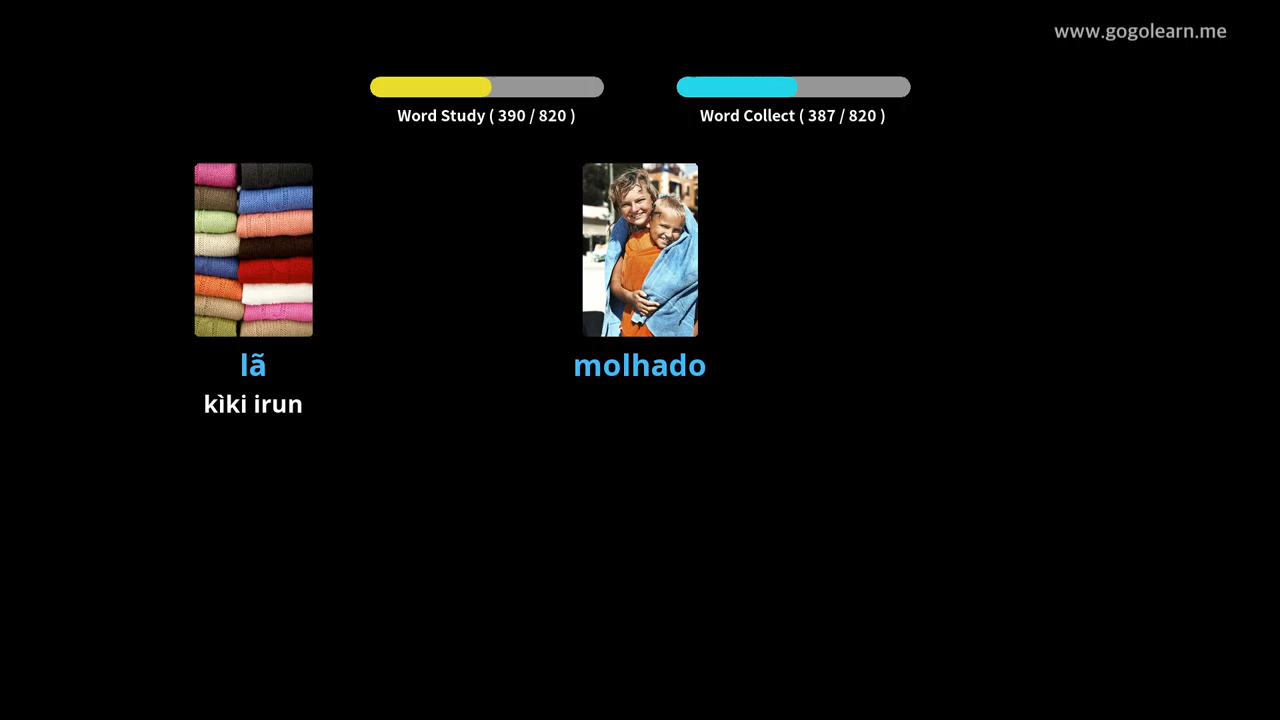 www.gogolearn.me
Word Study ( 390 / 820 )
Word Collect ( 387 / 820 )
lã
kìki irun
molhado